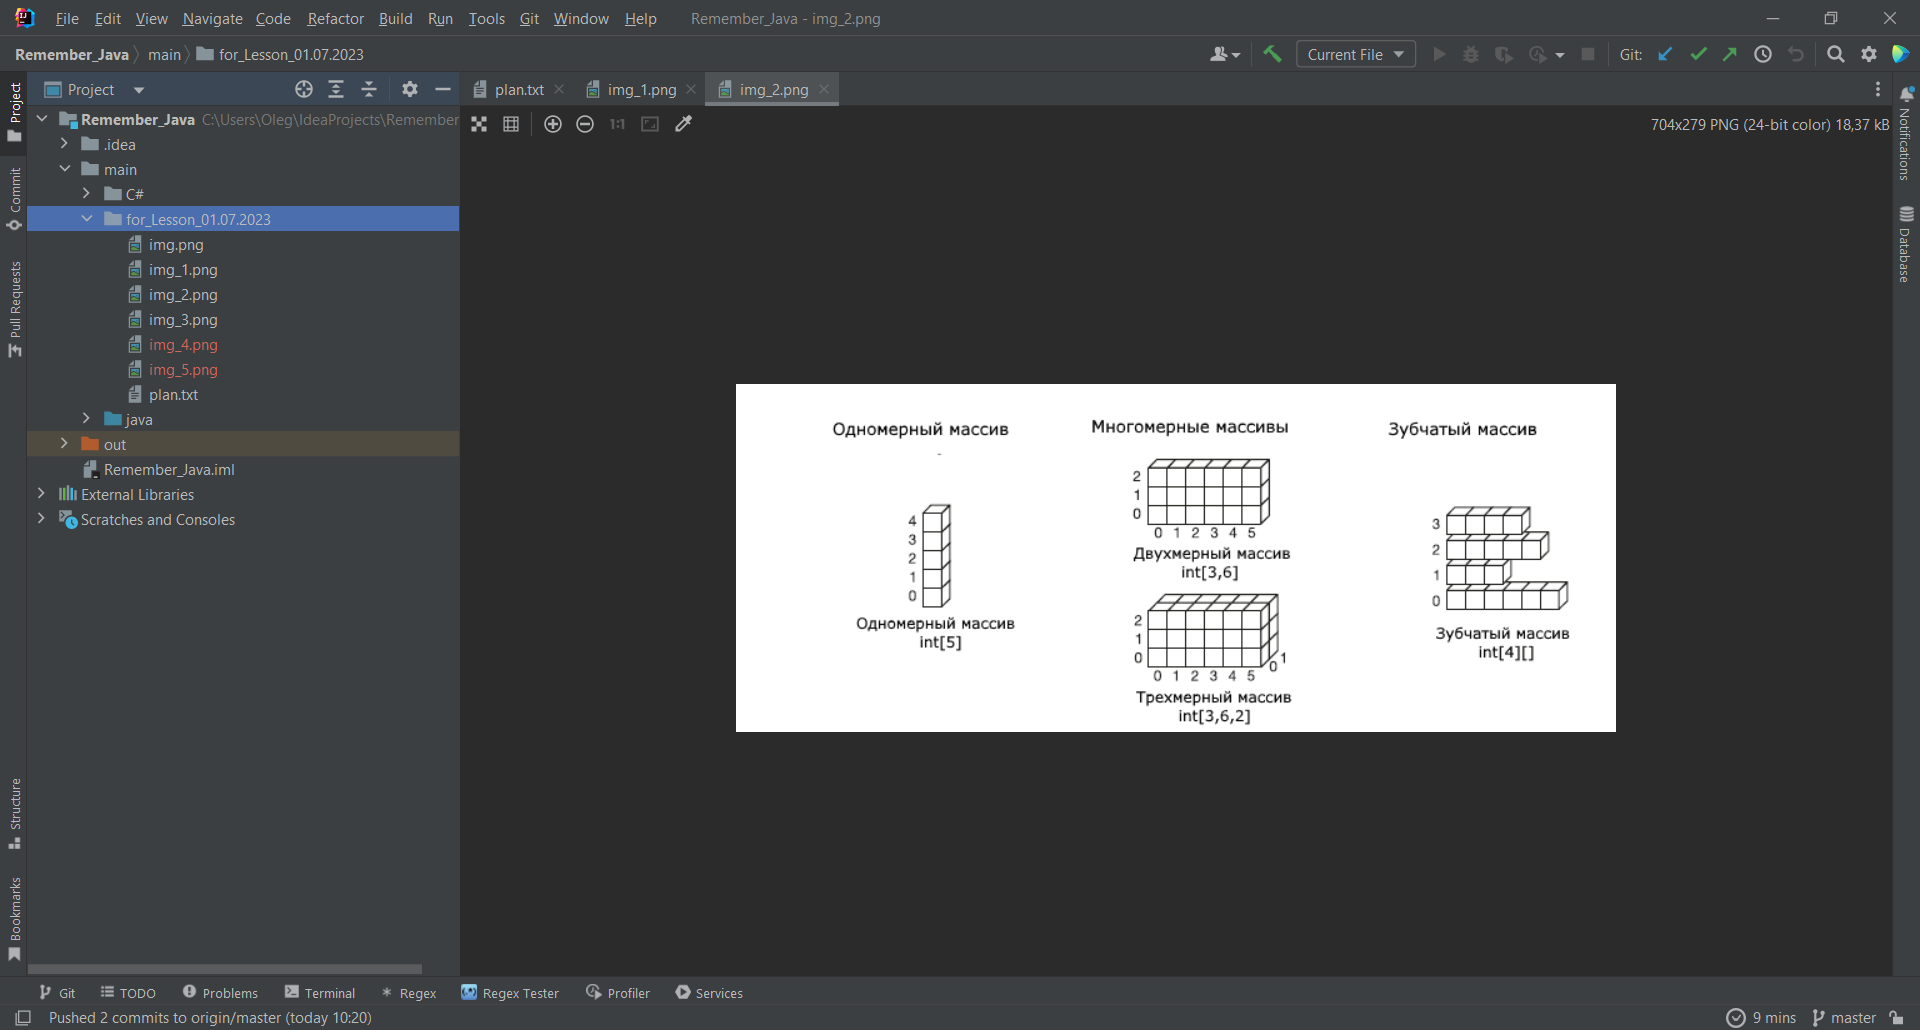 File Edit View Navigate Code Refactor Build Run Tools Git Window Help Remember_Java - img_2.png
Remember_Java main for_Lesson_01.07.2023 Current File Git:
Project
Commit
Pull Requests
Structure
Bookmarks
Project
Remember_Java C:\Users\Oleg\IdeaProjects\Remember
.idea
main
C#
for_Lesson_01.07.2023
img.png
img_1.png
img_2.png
img_3.png
img_4.png
img_5.png
plan.txt
java
out
Remember_Java.iml
External Libraries
Scratches and Consoles
plan.txt img_1.png img_2.png
1:1 704x279 PNG (24-bit color) 18,37 kB
Одномерный массив
4
3
2
1
0
Одномерный массив
int[5]
Многомерные массивы
2
1
0
0 1 2 3 4 5
Двухмерный массив
int[3,6]
2
1
0
0 1 2 3 4 5 0 1
Трехмерный массив
int[3,6,2]
Зубчатый массив
3
2
1
0
Зубчатый массив
int[4][]
Notifications
Database
Git TODO Problems Terminal Regex Regex Tester Profiler Services
Pushed 2 commits to origin/master (today 10:20) 9 mins master